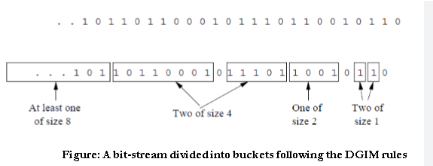 . . 1 0 1 1 0 1 1 0 0 0 1 0 1 1 1 0 1 1 0 0 1 0 1 1 0
. . . 1 0 1 1 0 1 1 0 0 0 1 0 1 1 1 0 1 1 0 0 1 0 1 1 0
At least one of size 8
Two of size 4
One of size 2
Two of size 1
Figure: A bit-stream divided into buckets following the DGIM rules